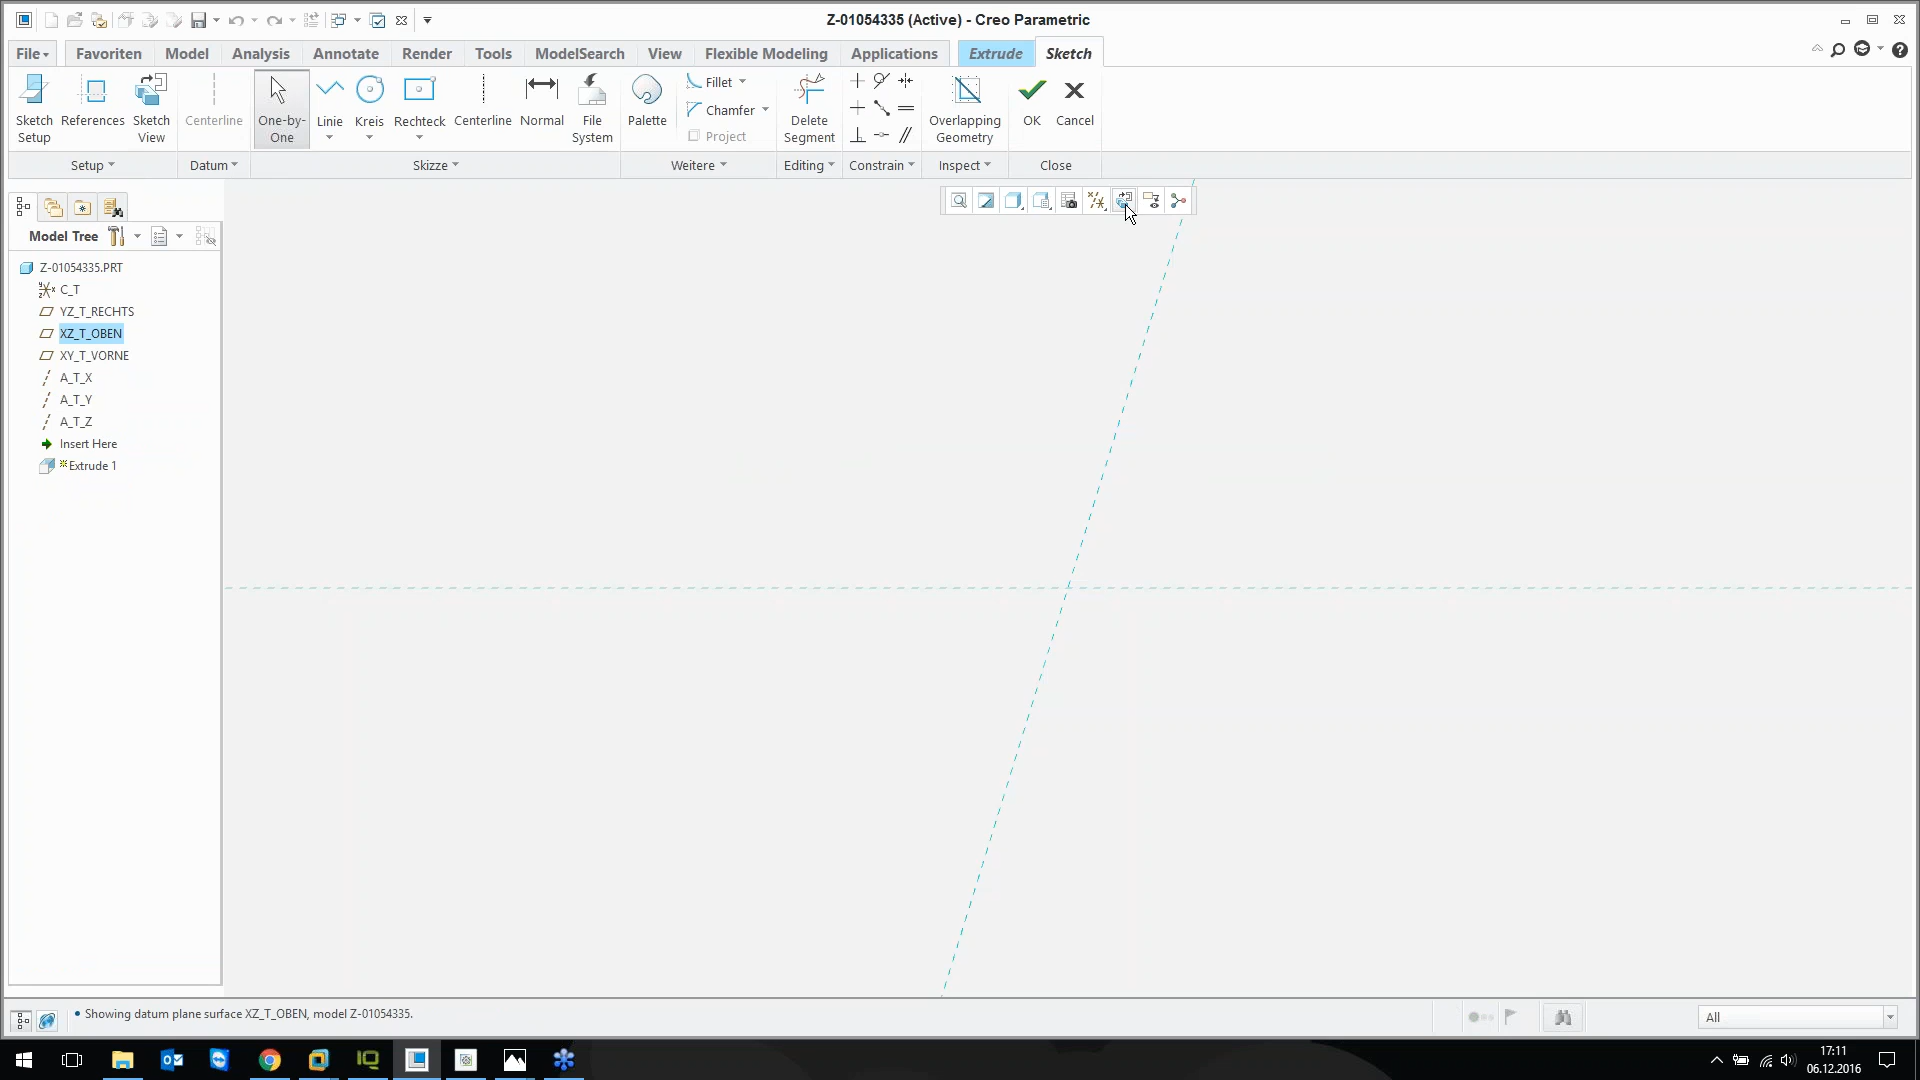 Z-01054335 (Active) - Creo Parametric
File Favoriten Model Analysis Annotate Render Tools ModelSearch View Flexible Modeling Applications Extrude Sketch
Sketch Setup
References
Sketch View
Centerline
One-by-One
Linie
Kreis
Rechteck
Centerline
Normal
File System
Palette
Fillet
Chamfer
Project
Delete Segment
Overlapping Geometry
OK
Cancel
Setup Datum Skizze Weitere Editing Constrain Inspect Close
Model Tree
Z-01054335.PRT
C_T
YZ_T_RECHTS
XZ_T_OBEN
XY_T_VORNE
A_T_X
A_T_Y
A_T_Z
Insert Here
Extrude 1
Showing datum plane surface XZ_T_OBEN, model Z-01054335.
All
17:11
06.12.2016